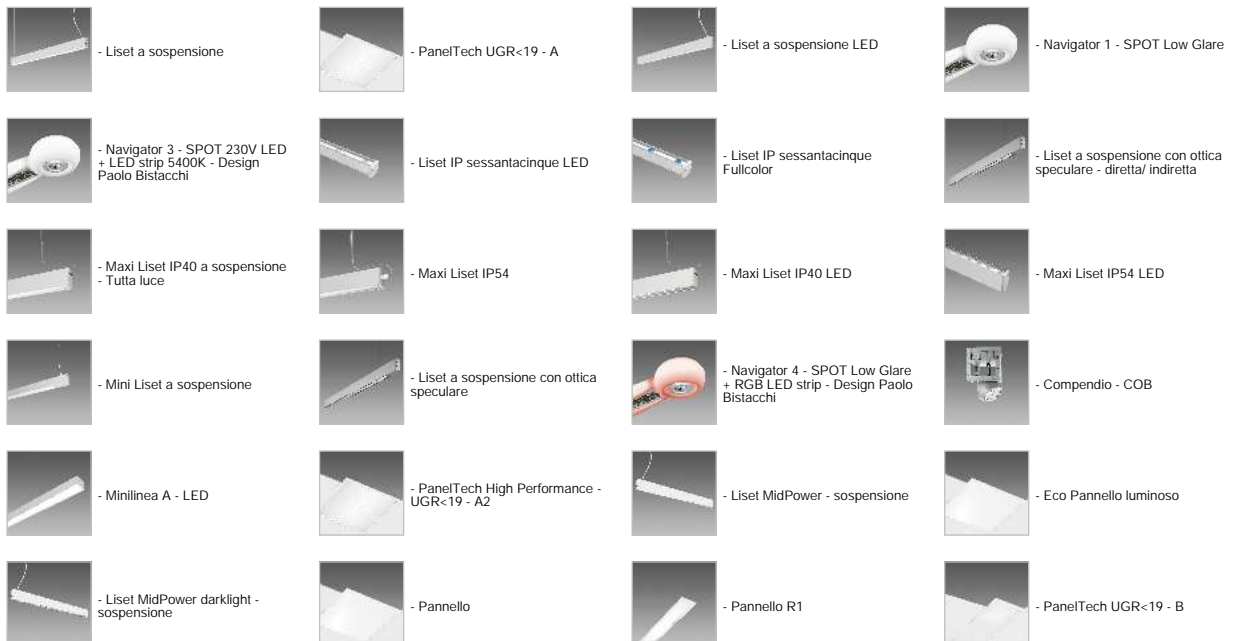 - Liset a sospensione
- PanelTech UGR<19 - A
- Liset a sospensione LED
- Navigator 1 - SPOT Low Glare
- Navigator 3 - SPOT 230V LED
+ LED strip 5400K - Design
Paolo Bistacchi
- Liset IP sessantacinque LED
- Liset IP sessantacinque
Fullcolor
- Liset a sospensione con ottica
speculare - diretta/ indiretta
- Maxi Liset IP40 a sospensione
- Tutta luce
- Maxi Liset IP54
- Maxi Liset IP40 LED
- Maxi Liset IP54 LED
- Mini Liset a sospensione
- Liset a sospensione con ottica
speculare
- Navigator 4 - SPOT Low Glare
+ RGB LED strip - Design Paolo
Bistacchi
- Compendio - COB
- Minilinea A - LED
- PanelTech High Performance -
UGR<19 - A2
- Liset MidPower - sospensione
- Eco Pannello luminoso
- Liset MidPower darklight -
sospensione
- Pannello
- Pannello R1
- PanelTech UGR<19 - B